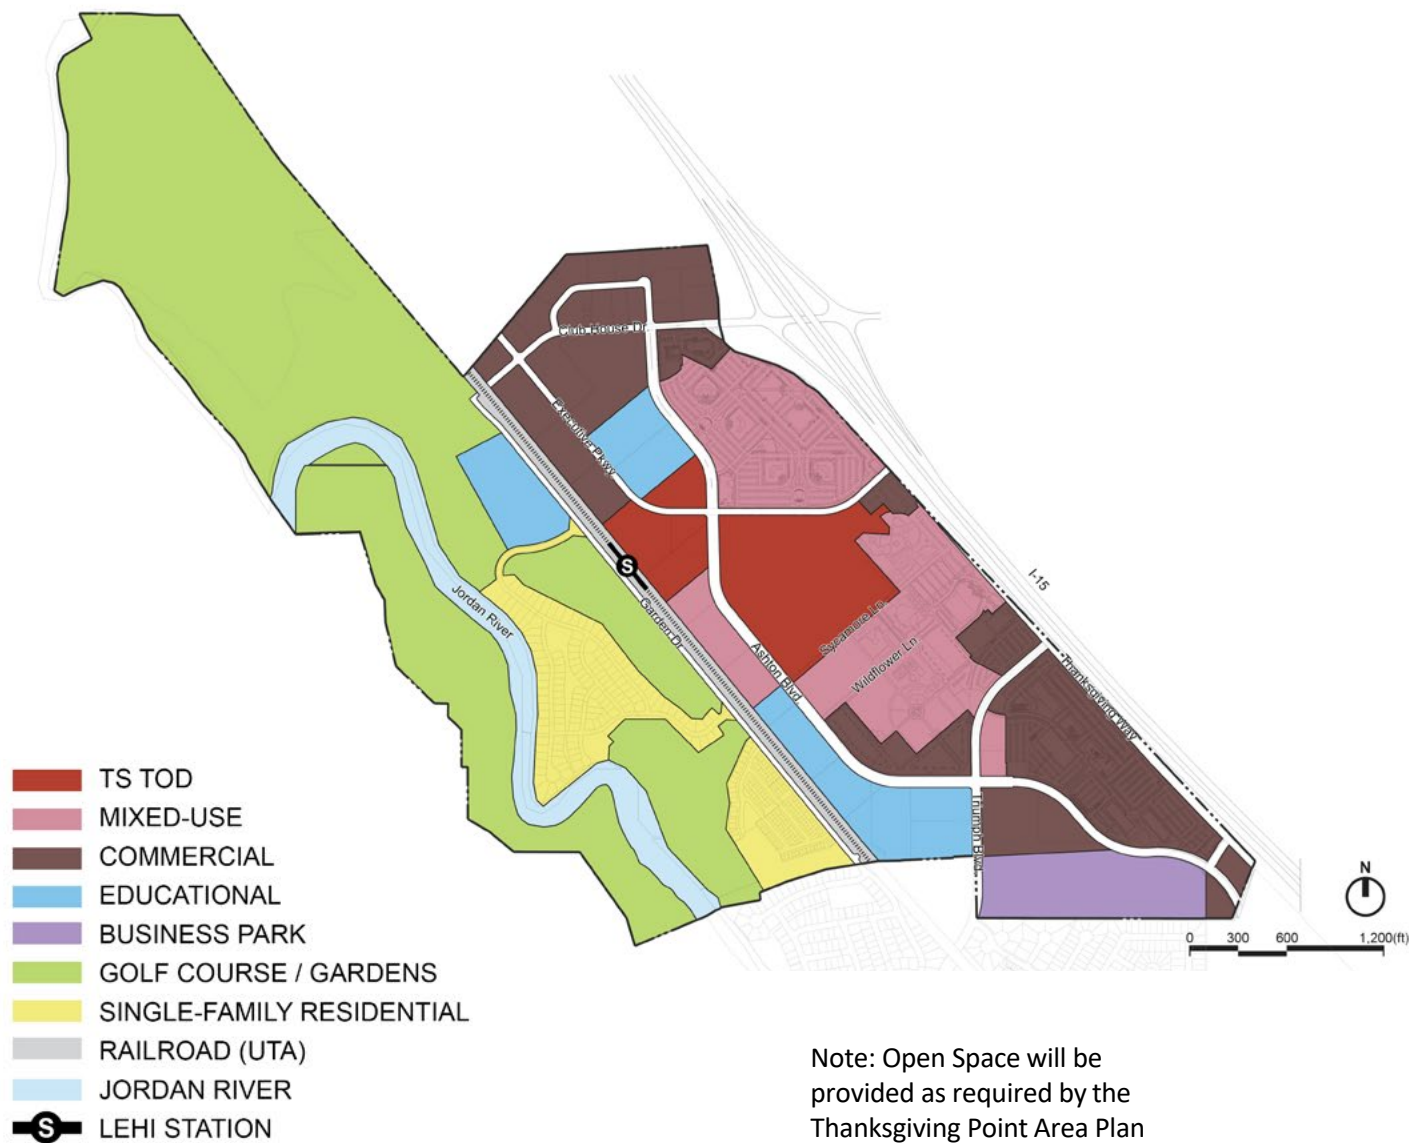 Club House Dr.
Executive Pkwy.
Jordan River
S
Garden Dr
I-15
Sycamore Ln.
Wildflower Ln
Ashton Blvd.
Thanksgiving Way
Triumph Blvd.
TS TOD
MIXED-USE
COMMERCIAL
EDUCATIONAL
BUSINESS PARK
GOLF COURSE / GARDENS
SINGLE-FAMILY RESIDENTIAL
RAILROAD (UTA)
JORDAN RIVER
S LEHI STATION
N
0 300 600 1,200(ft)
Note: Open Space will be
provided as required by the
Thanksgiving Point Area Plan